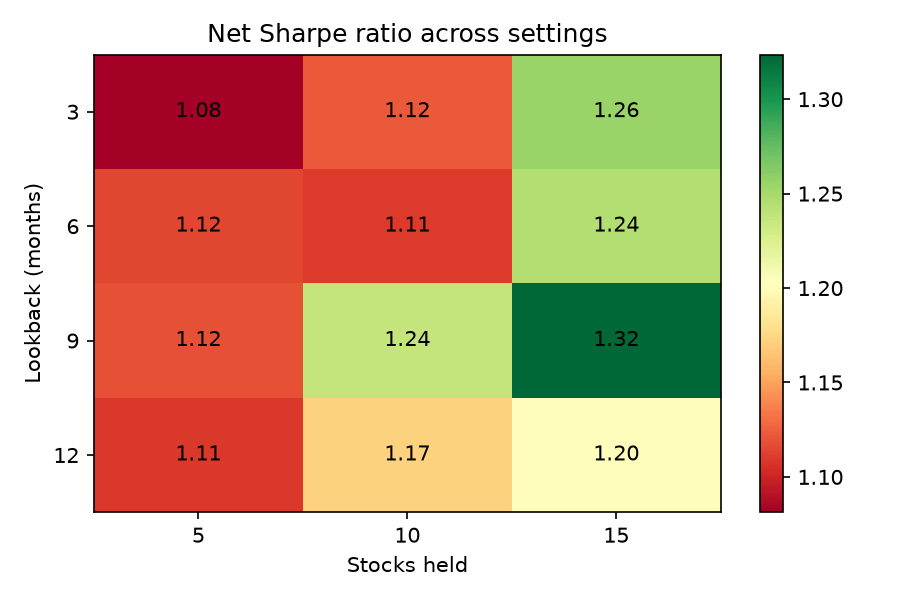 Net Sharpe ratio across settings
3 1.08 1.12 1.26 1.30
1.25
6 1.12 1.11 1.24
1.20
9 1.12 1.24 1.32
1.15
12 1.11 1.17 1.20
1.10
5 10 15
Stocks held
Lookback (months)